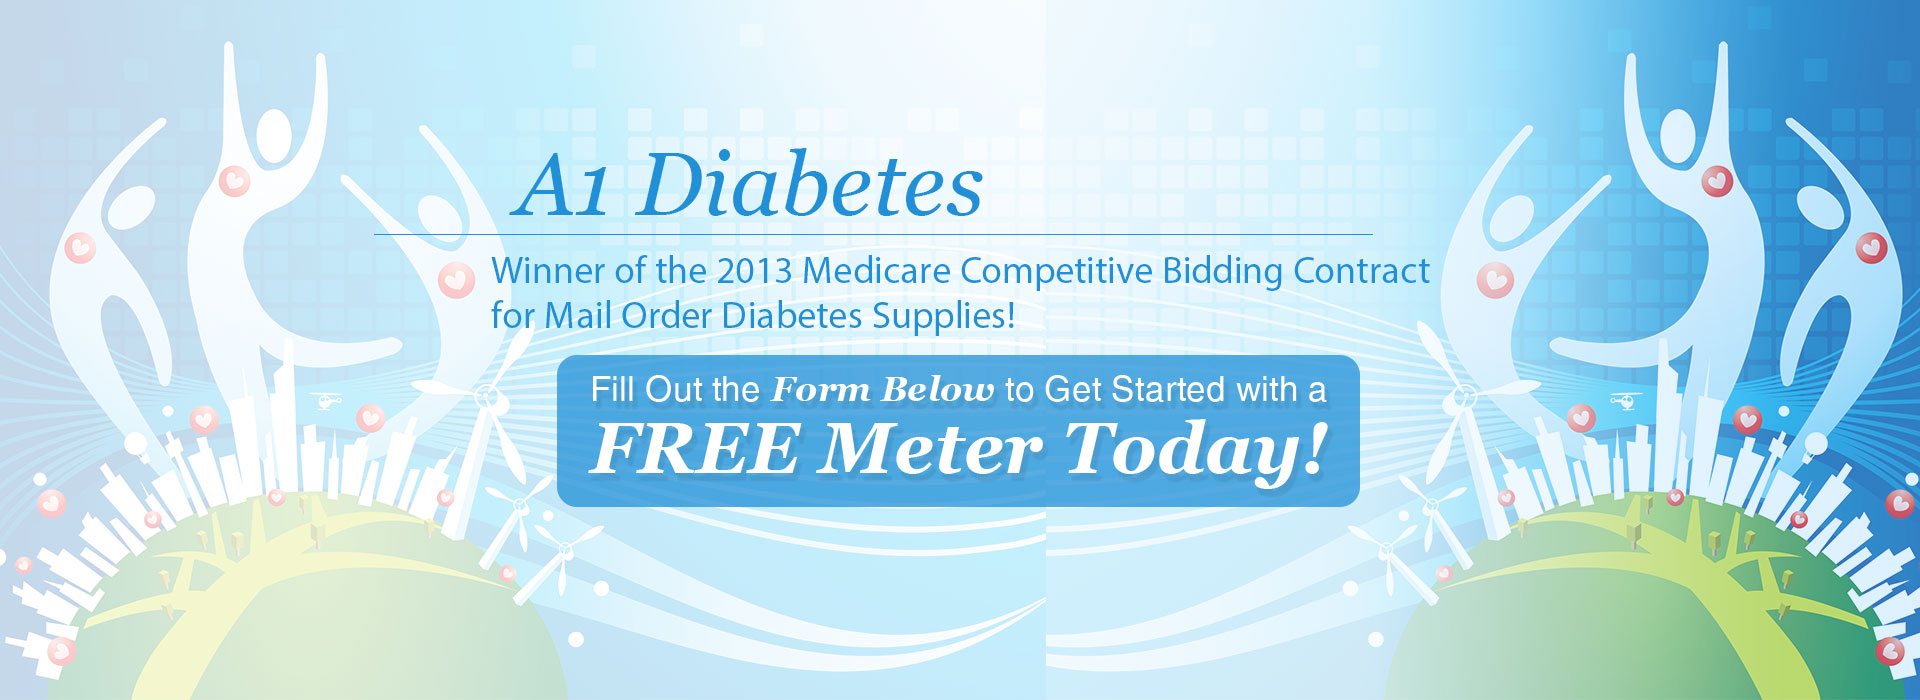 A1 Diabetes
Winner of the 2013 Medicare Competitive Bidding Contract
for Mail Order Diabetes Supplies!
Fill Out the Form Below to Get Started with a
FREE Meter Today!